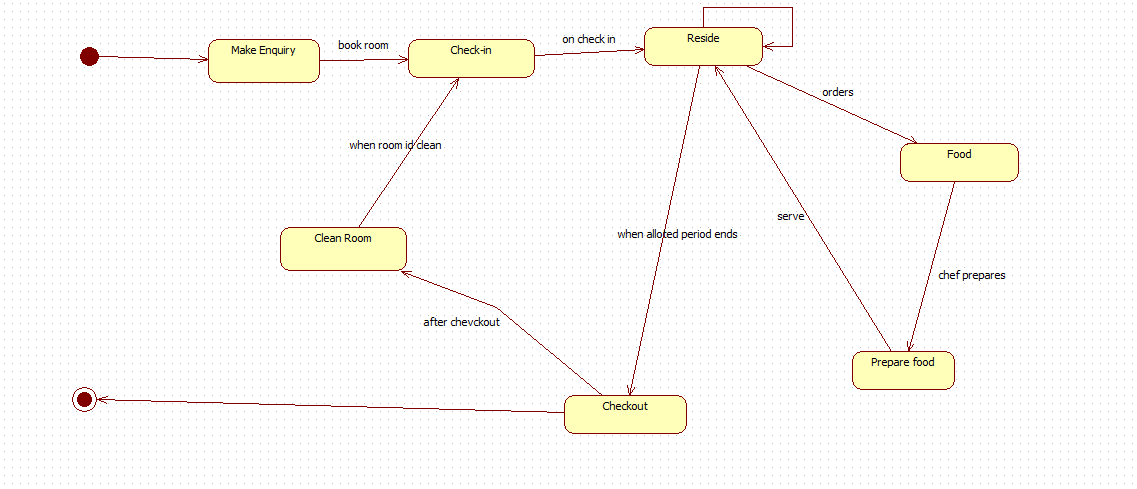 Make Enquiry
book room
Check-in
on check in
Reside
orders
Food
when room id clean
serve
Clean Room
when alloted period ends
chef prepares
after chevckout
Prepare food
Checkout